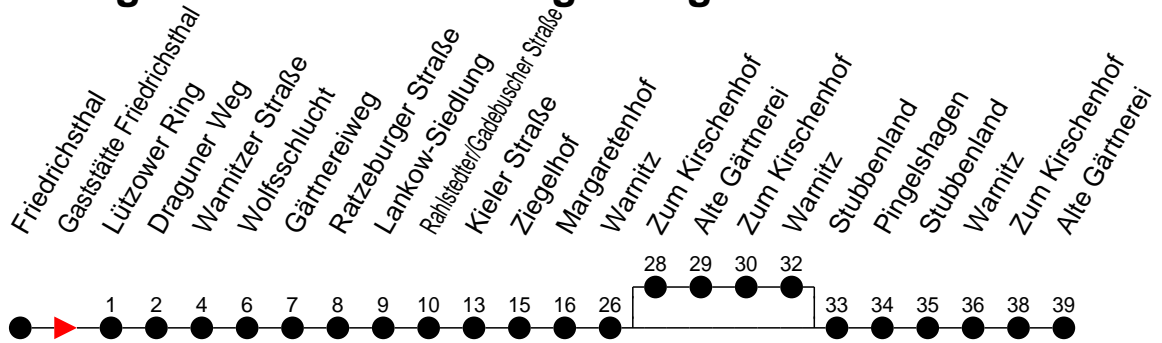 Friedrichsthal
Gaststätte Friedrichsthal
Lützower Ring
Draguner Weg
Warnitzer Straße
Wolfsschlucht
Gärtnereiweg
Ratzeburger Straße
Lankow-Siedlung
Rahlstedter/Gadebuscher Straße
Kieler Straße
Ziegelhof
Margaretenhof
Warnitz
Zum Kirschenhof
Alte Gärtnerei
Zum Kirschenhof
Warnitz
Stubbenland
Pingelshagen
Stubbenland
Warnitz
Zum Kirschenhof
Alte Gärtnerei
28 29 30 32
1 2 4 6 7 8 9 10 13 15 16 26 33 34 35 36 38 39